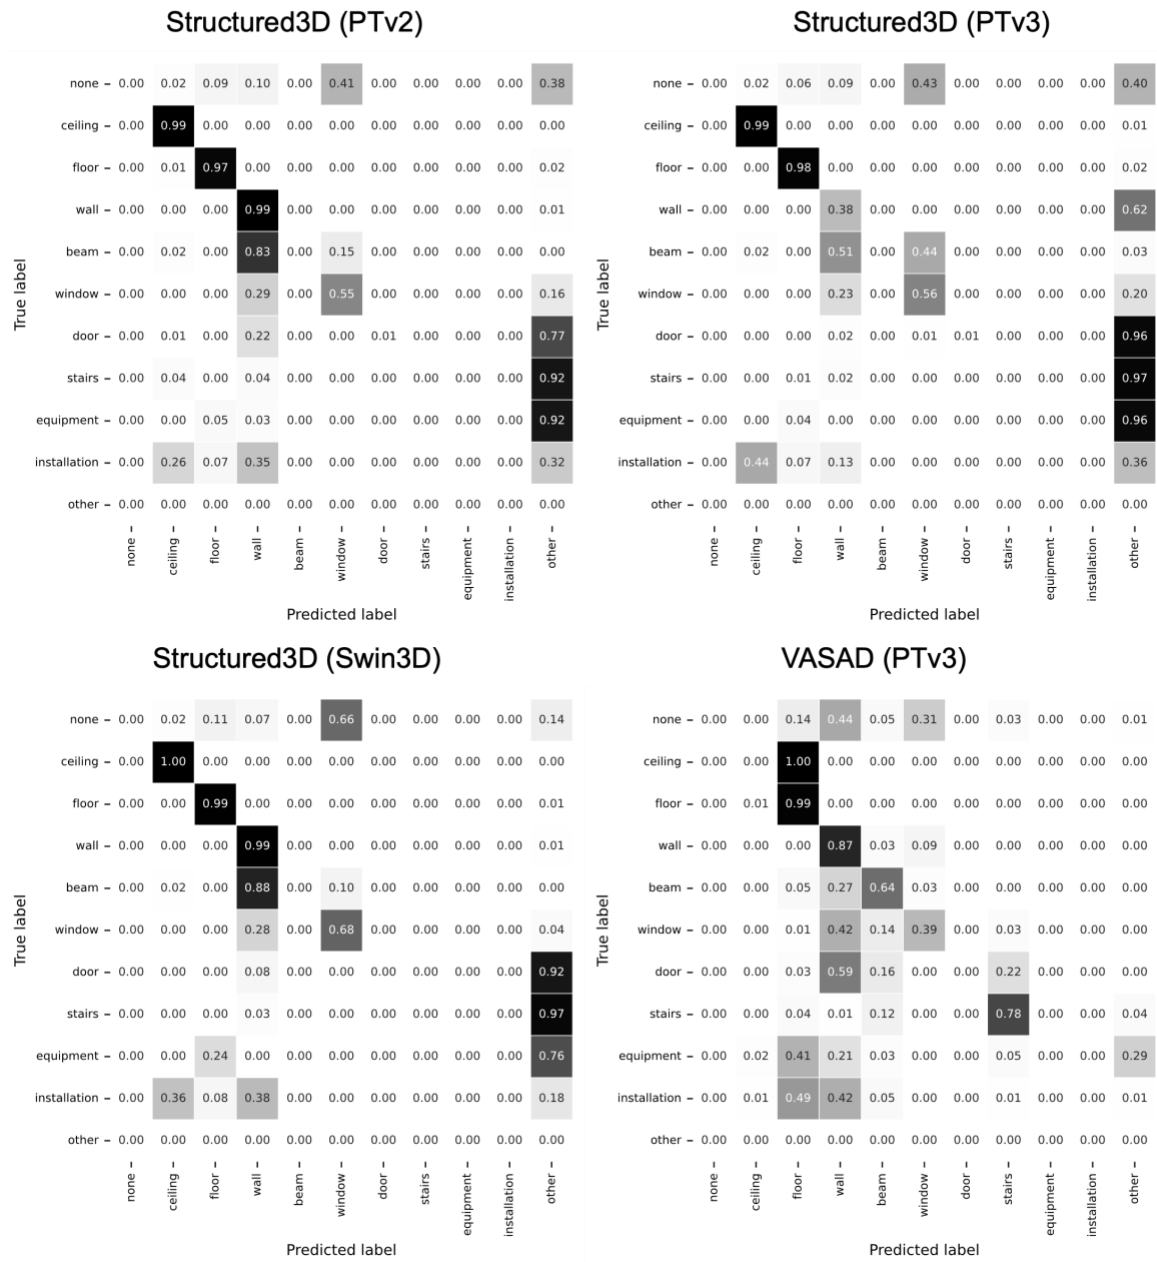 Structured3D (PTv2)
none 0.00 0.02 0.09 0.10 0.00 0.41 0.00 0.00 0.00 0.00 0.38
ceiling 0.00 0.99 0.00 0.00 0.00 0.00 0.00 0.00 0.00 0.00 0.00
floor 0.00 0.01 0.97 0.00 0.00 0.00 0.00 0.00 0.00 0.00 0.02
wall 0.00 0.00 0.00 0.99 0.00 0.00 0.00 0.00 0.00 0.00 0.01
beam 0.00 0.02 0.00 0.83 0.00 0.15 0.00 0.00 0.00 0.00 0.00
window 0.00 0.00 0.00 0.29 0.00 0.55 0.00 0.00 0.00 0.00 0.16
door 0.00 0.01 0.00 0.22 0.00 0.00 0.01 0.00 0.00 0.00 0.77
stairs 0.00 0.04 0.00 0.04 0.00 0.00 0.00 0.00 0.00 0.00 0.92
equipment 0.00 0.00 0.05 0.03 0.00 0.00 0.00 0.00 0.00 0.00 0.92
installation 0.00 0.26 0.07 0.35 0.00 0.00 0.00 0.00 0.00 0.00 0.32
other 0.00 0.00 0.00 0.00 0.00 0.00 0.00 0.00 0.00 0.00 0.00
none ceiling floor wall beam window door stairs equipment installation other
True label
Predicted label
Structured3D (PTv3)
none 0.00 0.02 0.06 0.09 0.00 0.43 0.00 0.00 0.00 0.00 0.40
ceiling 0.00 0.99 0.00 0.00 0.00 0.00 0.00 0.00 0.00 0.00 0.01
floor 0.00 0.00 0.98 0.00 0.00 0.00 0.00 0.00 0.00 0.00 0.02
wall 0.00 0.00 0.00 0.38 0.00 0.00 0.00 0.00 0.00 0.00 0.62
beam 0.00 0.02 0.00 0.51 0.00 0.44 0.00 0.00 0.00 0.00 0.03
window 0.00 0.00 0.00 0.23 0.00 0.56 0.00 0.00 0.00 0.00 0.20
door 0.00 0.00 0.00 0.02 0.00 0.01 0.01 0.00 0.00 0.00 0.96
stairs 0.00 0.00 0.01 0.02 0.00 0.00 0.00 0.00 0.00 0.00 0.97
equipment 0.00 0.00 0.04 0.00 0.00 0.00 0.00 0.00 0.00 0.00 0.96
installation 0.00 0.44 0.07 0.13 0.00 0.00 0.00 0.00 0.00 0.00 0.36
other 0.00 0.00 0.00 0.00 0.00 0.00 0.00 0.00 0.00 0.00 0.00
none ceiling floor wall beam window door stairs equipment installation other
True label
Predicted label
Structured3D (Swin3D)
none 0.00 0.02 0.11 0.07 0.00 0.66 0.00 0.00 0.00 0.00 0.14
ceiling 0.00 1.00 0.00 0.00 0.00 0.00 0.00 0.00 0.00 0.00 0.00
floor 0.00 0.00 0.99 0.00 0.00 0.00 0.00 0.00 0.00 0.00 0.01
wall 0.00 0.00 0.00 0.99 0.00 0.00 0.00 0.00 0.00 0.00 0.01
beam 0.00 0.02 0.00 0.88 0.00 0.10 0.00 0.00 0.00 0.00 0.00
window 0.00 0.00 0.00 0.28 0.00 0.68 0.00 0.00 0.00 0.00 0.04
door 0.00 0.00 0.00 0.08 0.00 0.00 0.00 0.00 0.00 0.00 0.92
stairs 0.00 0.00 0.00 0.03 0.00 0.00 0.00 0.00 0.00 0.00 0.97
equipment 0.00 0.00 0.24 0.00 0.00 0.00 0.00 0.00 0.00 0.00 0.76
installation 0.00 0.36 0.08 0.38 0.00 0.00 0.00 0.00 0.00 0.00 0.18
other 0.00 0.00 0.00 0.00 0.00 0.00 0.00 0.00 0.00 0.00 0.00
none ceiling floor wall beam window door stairs equipment installation other
True label
Predicted label
VASAD (PTv3)
none 0.00 0.00 0.14 0.44 0.05 0.31 0.00 0.03 0.00 0.00 0.01
ceiling 0.00 0.00 1.00 0.00 0.00 0.00 0.00 0.00 0.00 0.00 0.00
floor 0.00 0.01 0.99 0.00 0.00 0.00 0.00 0.00 0.00 0.00 0.00
wall 0.00 0.00 0.00 0.87 0.03 0.09 0.00 0.00 0.00 0.00 0.00
beam 0.00 0.00 0.05 0.27 0.64 0.03 0.00 0.00 0.00 0.00 0.00
window 0.00 0.00 0.01 0.42 0.14 0.39 0.00 0.03 0.00 0.00 0.00
door 0.00 0.00 0.03 0.59 0.16 0.00 0.00 0.22 0.00 0.00 0.00
stairs 0.00 0.00 0.04 0.01 0.12 0.00 0.00 0.78 0.00 0.00 0.04
equipment 0.00 0.02 0.41 0.21 0.03 0.00 0.00 0.05 0.00 0.00 0.29
installation 0.00 0.01 0.49 0.42 0.05 0.00 0.00 0.01 0.00 0.00 0.01
other 0.00 0.00 0.00 0.00 0.00 0.00 0.00 0.00 0.00 0.00 0.00
none ceiling floor wall beam window door stairs equipment installation other
True label
Predicted label